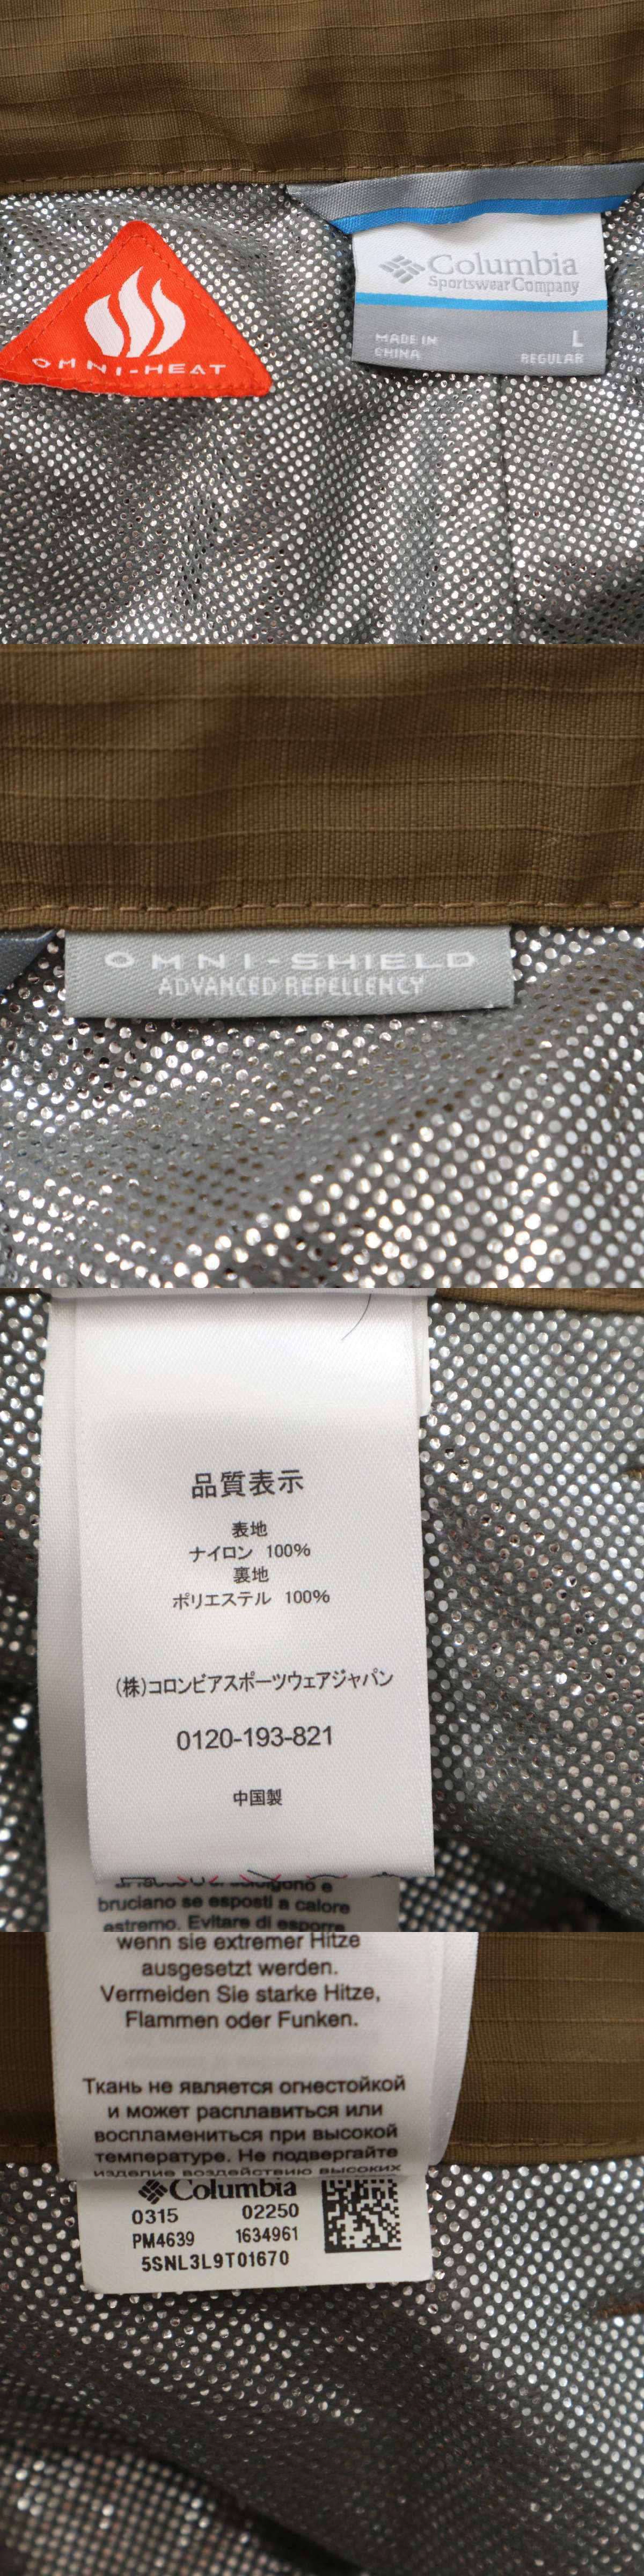 OMNI-HEAT
Columbia
Sportswear Company
MADE IN
CHINA
L
REGULAR
OMNI-SHIELD
ADVANCED REPELLENCY
品質表示
表地
ナイロン 100%
裏地
ポリエステル 100%
(株)コロンビアスポーツウェアジャパン
0120-193-821
中国製
bruciano se esposti a calore
estremo. Evitare di esporre
wenn sie extremer Hitze
ausgesetzt werden.
Vermeiden Sie starke Hitze,
Flammen oder Funken.
Ткань не является огнестойкой
и может расплавиться или
воспламениться при высокой
температуре. Не подвергайте
изделие воздействию высоких
Columbia
0315 02250
PM4639 1634961
5SNL3L9T01670